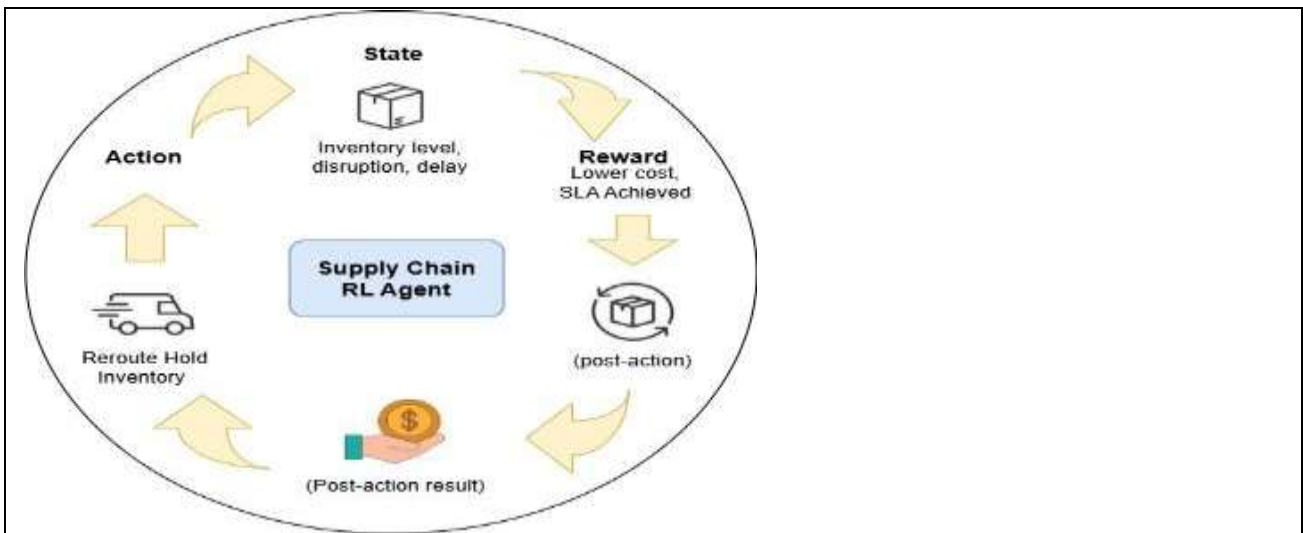 State
Inventory level,
disruption, delay
Action
Reward
Lower cost,
SLA Achieved
Supply Chain
RL Agent
Reroute Hold
Inventory
(post-action)
$
(Post-action result)